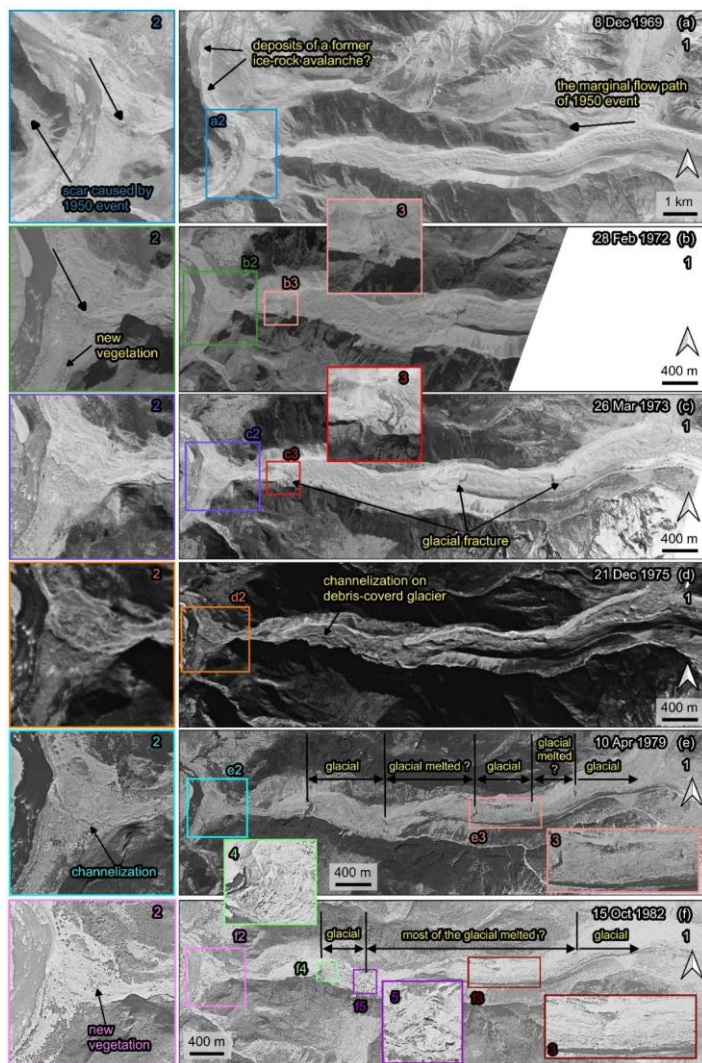 2
8 Dec 1969 (a)
1
deposits of a former
ice-rock avalanche?
the marginal flow path
of 1950 event
a2
scar caused by
1950 event
1 km
2
28 Feb 1972 (b)
1
3
b2
b3
new
vegetation
400 m
2
26 Mar 1973 (c)
1
3
c2
c3
glacial fracture
400 m
2
21 Dec 1975 (d)
1
channelization on
debris-coverd glacier
d2
400 m
2
10 Apr 1979 (e)
1
glacial
glacial melted ?
glacial
glacial
melted
?
glacial
e2
e3
channelization
3
4
400 m
2
15 Oct 1982 (f)
1
glacial
most of the glacial melted ?
glacial
f2
f4
f5
f3
5
3
new
vegetation
400 m